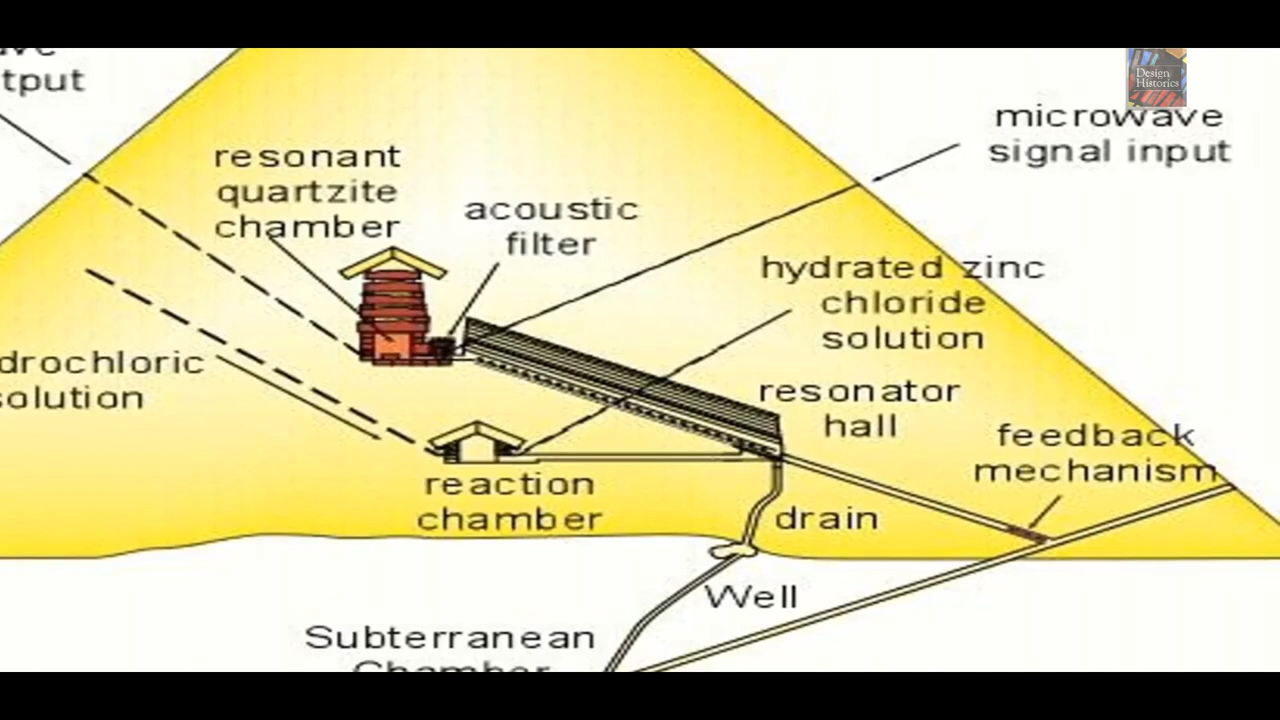 tput
Design
Historics
microwave
signal input
resonant
quartzite
chamber
acoustic
filter
hydrated zinc
chloride
solution
drochloric
solution
resonator
hall
feedback
mechanism
reaction
chamber
drain
Well
Subterranean
Chamber